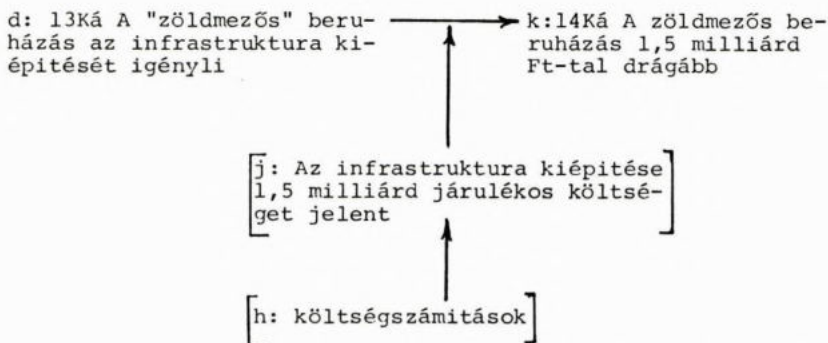 d: 13Ká A "zöldmezős" beru-
házás az infrastruktura ki-
épitését igényli
k:14Ká A zöldmezős be-
ruházás 1,5 milliárd
Ft-tal drágább
j: Az infrastruktura kiépitése
1,5 milliárd járulékos költsé-
get jelent
h: költségszámitások